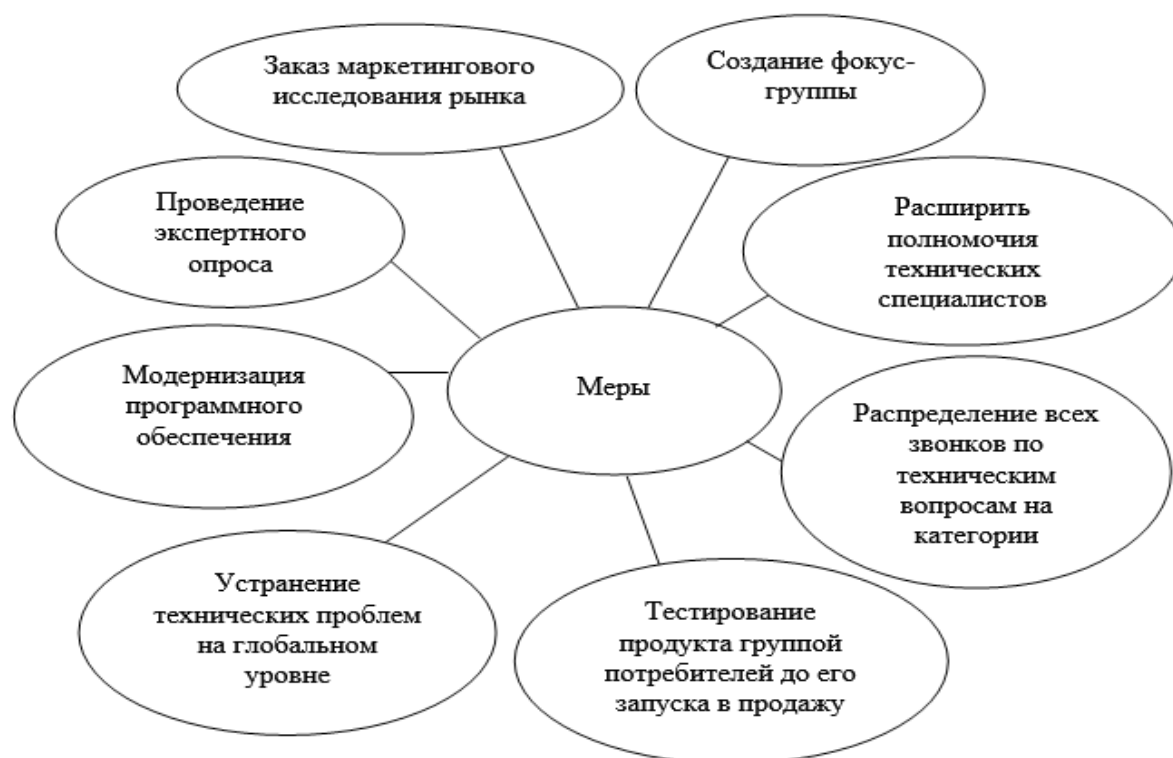 Заказ маркетингового
исследования рынка
Создание фокус-
группы
Проведение
экспертного
опроса
Расширить
полномочия
технических
специалистов
Модернизация
программного
обеспечения
Меры
Распределение всех
звонков по
техническим
вопросам на
категории
Устранение
технических проблем
на глобальном
уровне
Тестирование
продукта группой
потребителей до его
запуска в продажу